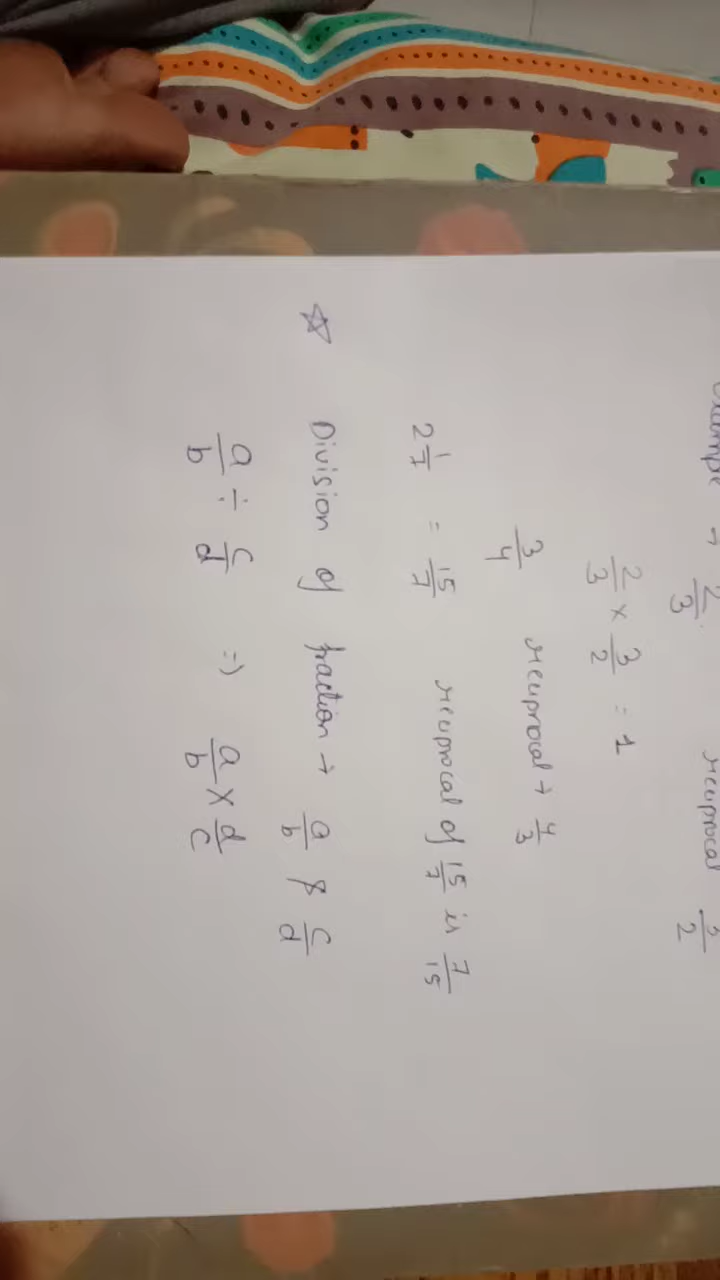 example → 2/3. reciprocal 3/2
2/3 × 3/2 = 1
3/4 reciprocal → 4/3
2 1/7 = 15/7 reciprocal of 15/7 is 7/15
☆ Division of fraction → a/b & c/d
a/b ÷ c/d ⇒ a/b × d/c